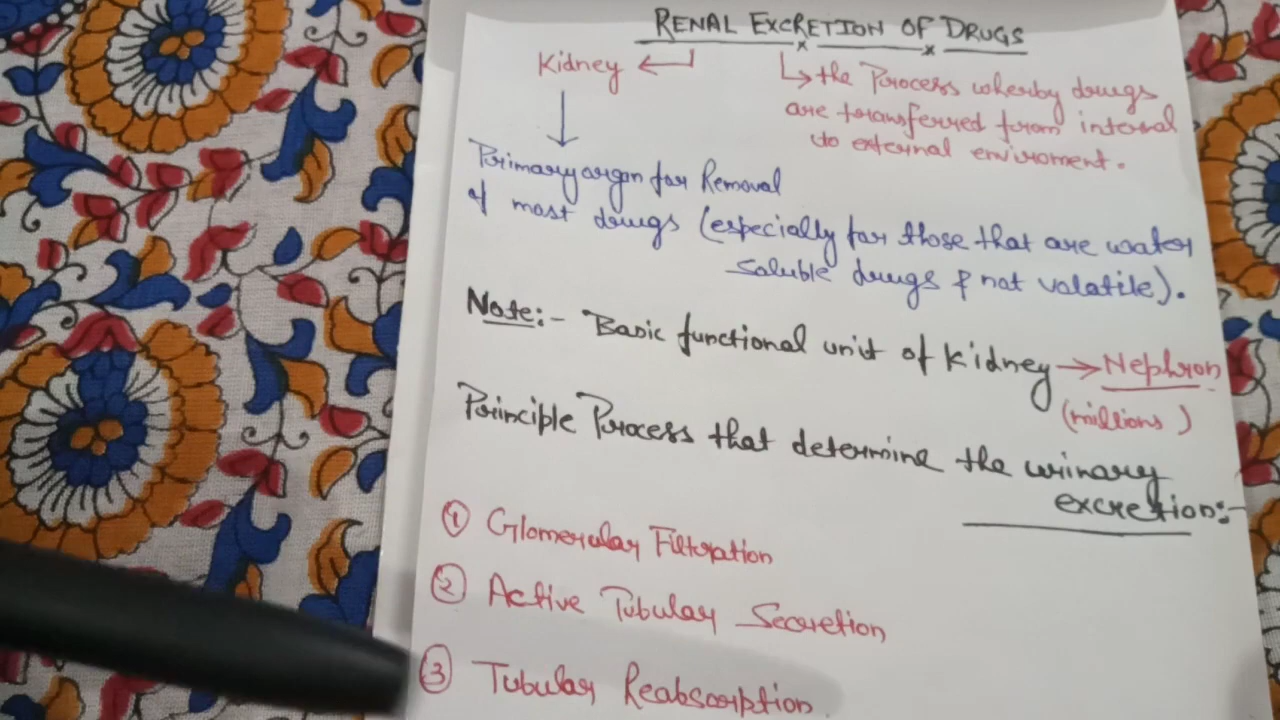 RENAL EXCRETION OF DRUGS
Kidney ← ↳ the Process wherby drugs
are transferred from internal
to external enviroment.
↓
Primary organ for Removal
of most drugs (especially for those that are water
soluble drugs & not volatile).
Note:- Basic functional unit of kidney → Nephron
(millions)
Principle Process that determine the urinary
excretion:-
① Glomerular Filtration
② Active Tubular Secretion
③ Tubular Reabsorption